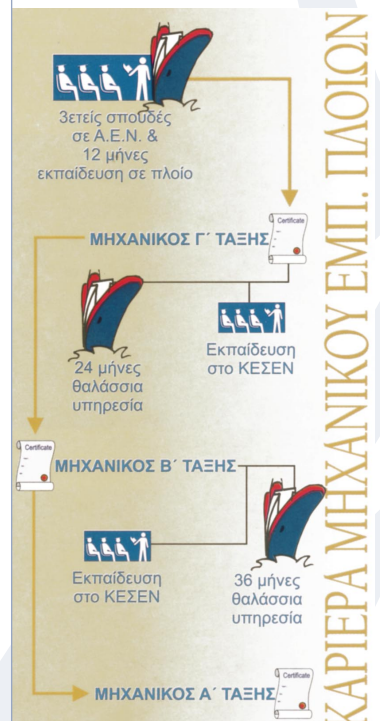 3ετείς σπουδές
σε Α.Ε.Ν. &
12 μήνες
εκπαίδευση σε πλοίο
Certificate
ΜΗΧΑΝΙΚΟΣ Γ΄ ΤΑΞΗΣ
Εκπαίδευση
στο ΚΕΣΕΝ
24 μήνες
θαλάσσια
υπηρεσία
Certificate
ΜΗΧΑΝΙΚΟΣ Β΄ ΤΑΞΗΣ
Εκπαίδευση
στο ΚΕΣΕΝ
36 μήνες
θαλάσσια
υπηρεσία
Certificate
ΜΗΧΑΝΙΚΟΣ Α΄ ΤΑΞΗΣ
ΚΑΡΙΕΡΑ ΜΗΧΑΝΙΚΟΥ ΕΜΠ. ΠΛΟΙΩΝ